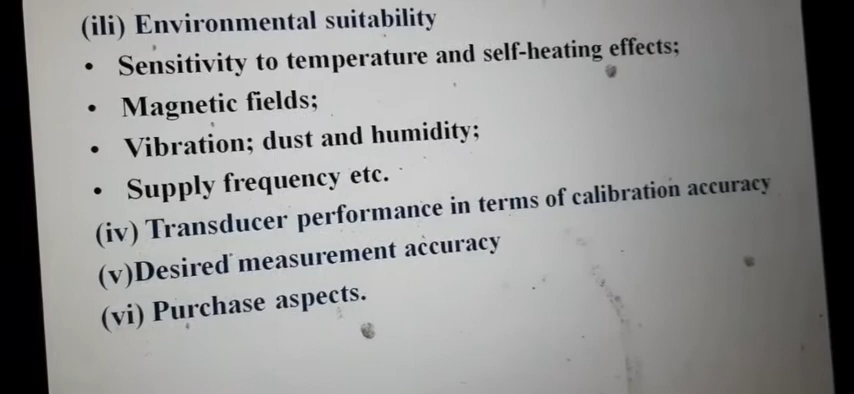 (ili) Environmental suitability
• Sensitivity to temperature and self-heating effects;
• Magnetic fields;
• Vibration; dust and humidity;
• Supply frequency etc.
(iv) Transducer performance in terms of calibration accuracy
(v)Desired measurement accuracy
(vi) Purchase aspects.